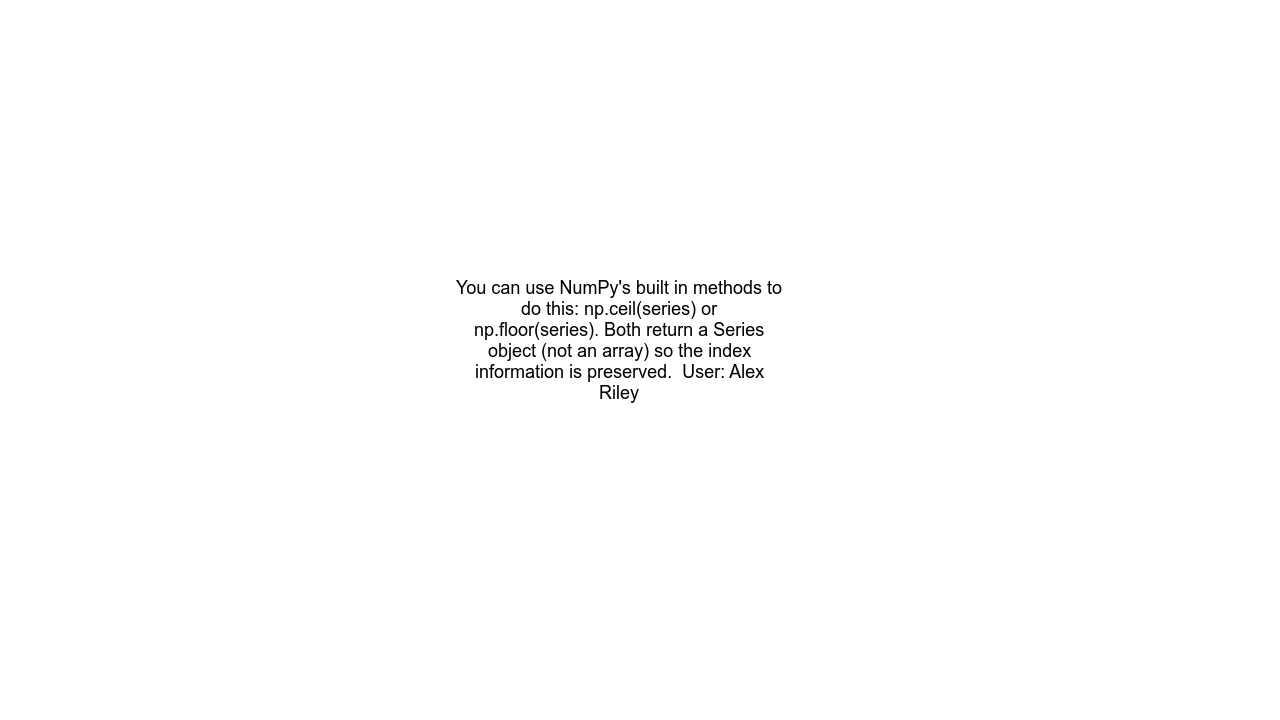 You can use NumPy's built in methods to
do this: np.ceil(series) or
np.floor(series). Both return a Series
object (not an array) so the index
information is preserved.  User: Alex
Riley